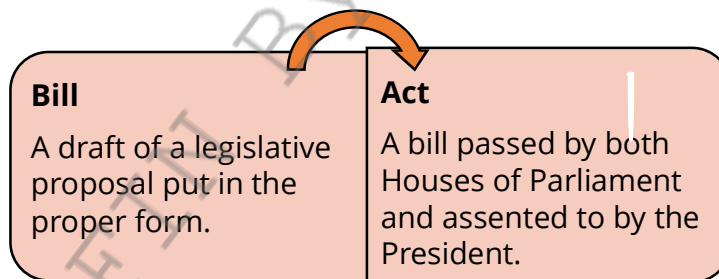 Bill
A draft of a legislative
proposal put in the
proper form.
Act
A bill passed by both
Houses of Parliament
and assented to by the
President.